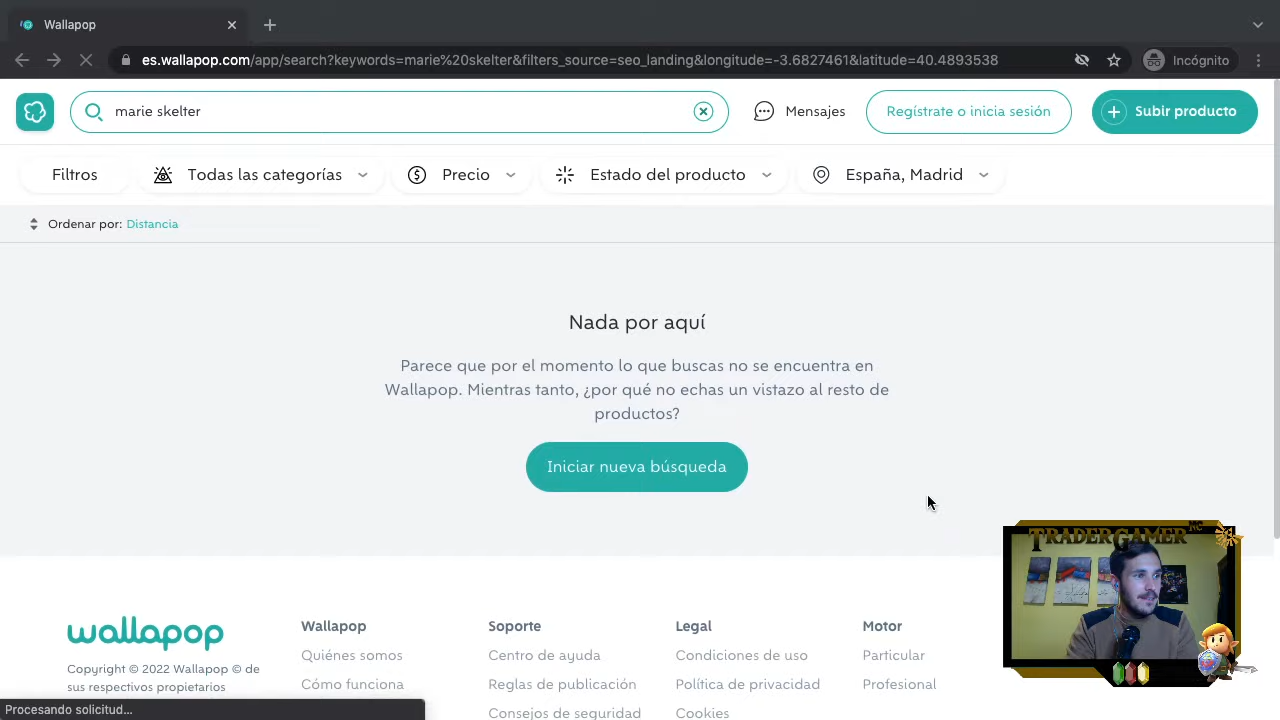 Wallapop
es.wallapop.com/app/search?keywords=marie%20skelter&filters_source=seo_landing&longitude=-3.6827461&latitude=40.4893538
Incógnito
marie skelter
Mensajes
Regístrate o inicia sesión
Subir producto
Filtros
Todas las categorías
Precio
Estado del producto
España, Madrid
Ordenar por: Distancia
Nada por aquí
Parece que por el momento lo que buscas no se encuentra en
Wallapop. Mientras tanto, ¿por qué no echas un vistazo al resto de
productos?
Iniciar nueva búsqueda
TRADERGAMER NC
wallapop
Copyright © 2022 Wallapop © de
sus respectivos propietarios
Wallapop
Quiénes somos
Cómo funciona
Soporte
Centro de ayuda
Reglas de publicación
Consejos de seguridad
Legal
Condiciones de uso
Política de privacidad
Cookies
Motor
Particular
Profesional
Procesando solicitud...